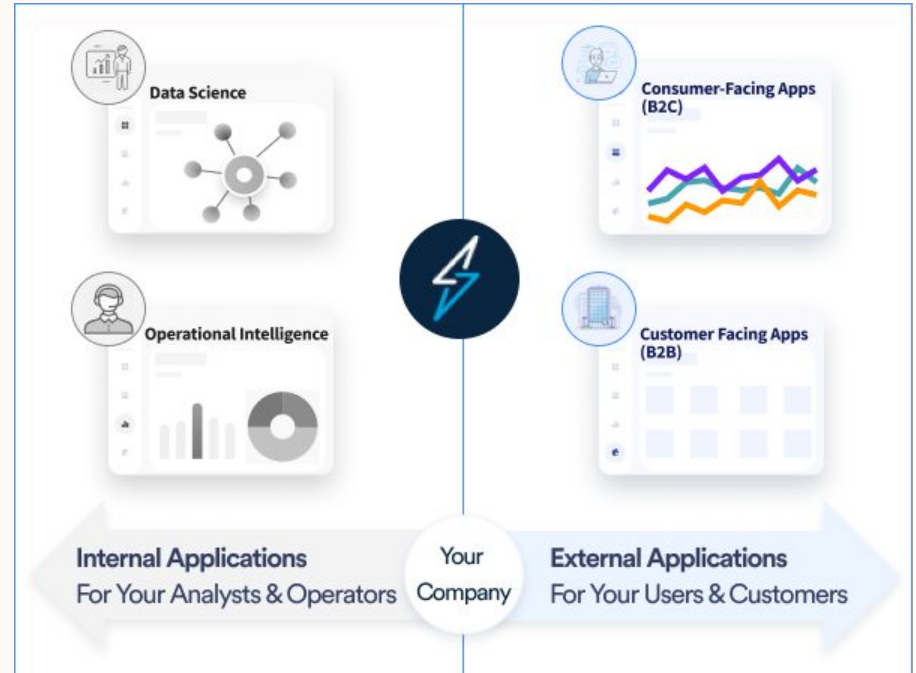 Data Science
Consumer-Facing Apps
(B2C)
Operational Intelligence
Customer Facing Apps
(B2B)
Internal Applications
For Your Analysts & Operators
Your
Company
External Applications
For Your Users & Customers